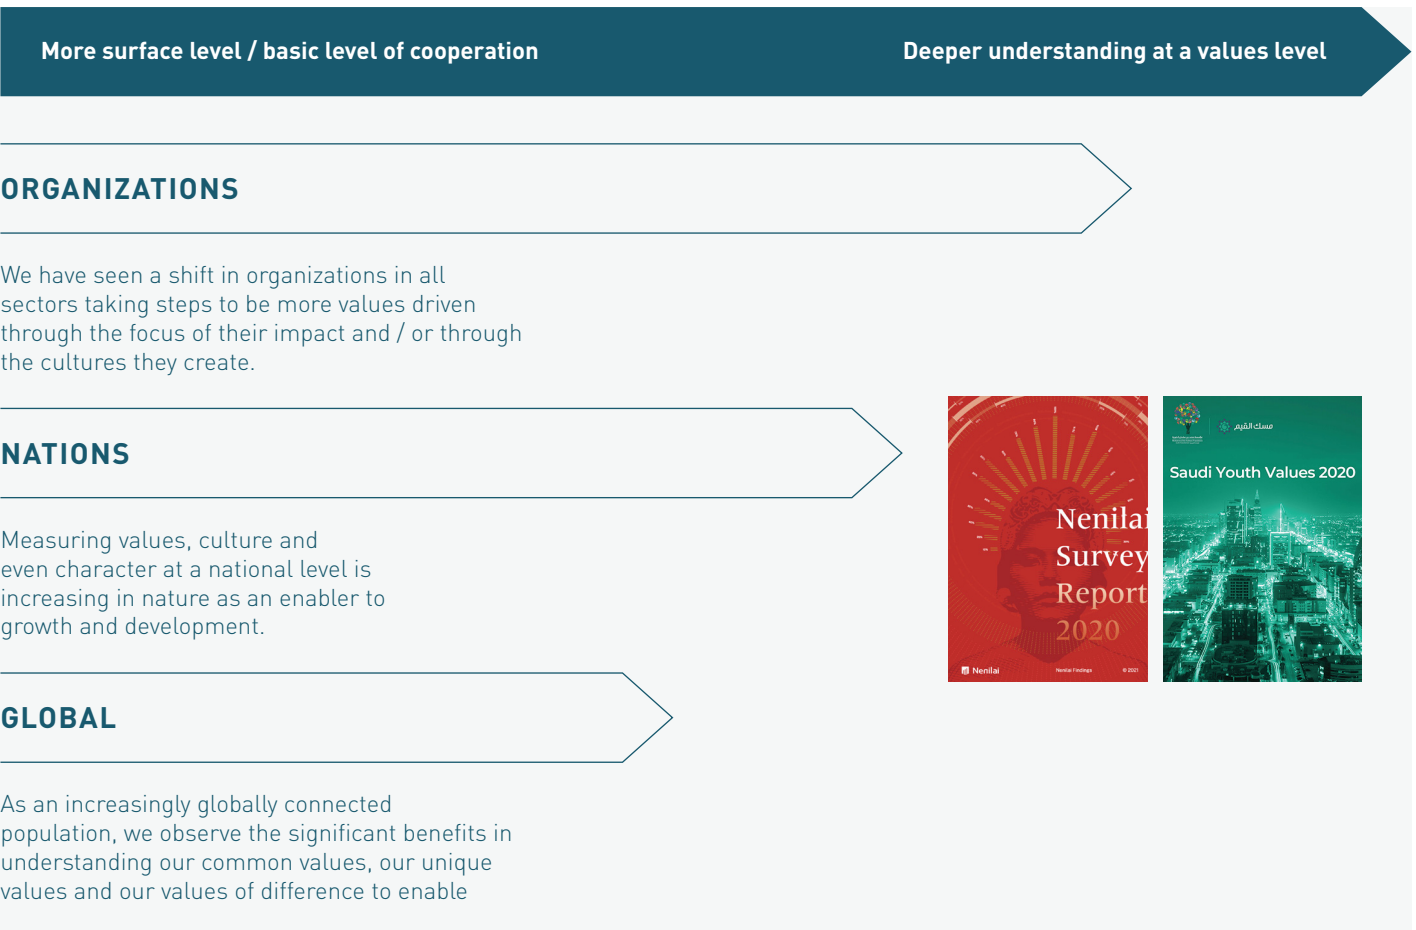 More surface level / basic level of cooperation
Deeper understanding at a values level
ORGANIZATIONS
We have seen a shift in organizations in all
sectors taking steps to be more values driven
through the focus of their impact and / or through
the cultures they create.
NATIONS
Measuring values, culture and
even character at a national level is
increasing in nature as an enabler to
growth and development.
Nenilai
Survey
Report
2020
Nenilai
Nenilai Findings
© 2021
مسك القيم
Saudi Youth Values 2020
GLOBAL
As an increasingly globally connected
population, we observe the significant benefits in
understanding our common values, our unique
values and our values of difference to enable